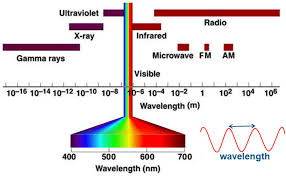 Ultraviolet
Radio
X-ray
Infrared
Gamma rays
Microwave FM AM
Visible
10⁻¹⁶ 10⁻¹⁴ 10⁻¹² 10⁻¹⁰ 10⁻⁸ 10⁻⁶ 10⁻⁴ 10⁻² 1 10² 10⁴ 10⁶
Wavelength (m)
400 500 600 700
Wavelength (nm)
wavelength